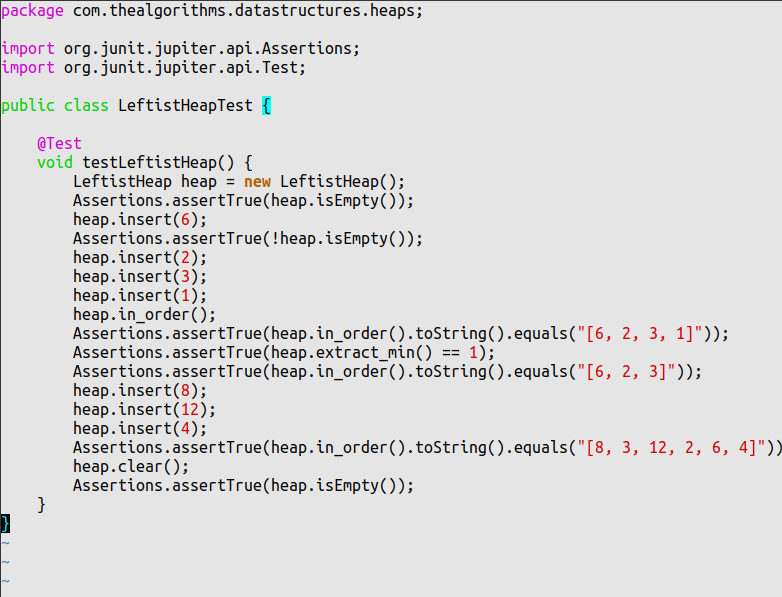 package com.thealgorithms.datastructures.heaps;

import org.junit.jupiter.api.Assertions;
import org.junit.jupiter.api.Test;

public class LeftistHeapTest {

    @Test
    void testLeftistHeap() {
        LeftistHeap heap = new LeftistHeap();
        Assertions.assertTrue(heap.isEmpty());
        heap.insert(6);
        Assertions.assertTrue(!heap.isEmpty());
        heap.insert(2);
        heap.insert(3);
        heap.insert(1);
        heap.in_order();
        Assertions.assertTrue(heap.in_order().toString().equals("[6, 2, 3, 1]"));
        Assertions.assertTrue(heap.extract_min() == 1);
        Assertions.assertTrue(heap.in_order().toString().equals("[6, 2, 3]"));
        heap.insert(8);
        heap.insert(12);
        heap.insert(4);
        Assertions.assertTrue(heap.in_order().toString().equals("[8, 3, 12, 2, 6, 4]"))
        heap.clear();
        Assertions.assertTrue(heap.isEmpty());
    }
}
~
~
~